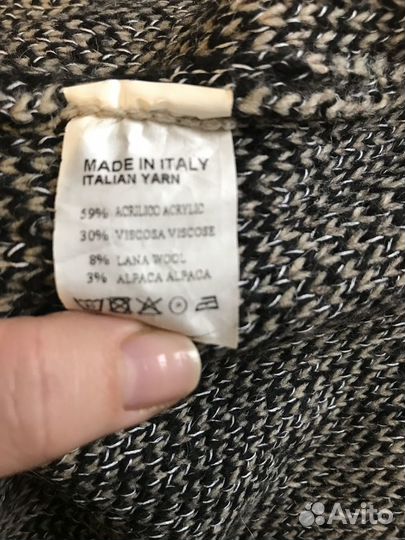 MADE IN ITALY
ITALIAN YARN
59% ACRILICO ACRYLIC
30% VISCOSA VISCOSE
8% LANA WOOL
3% ALPACA ALPACA
Avito